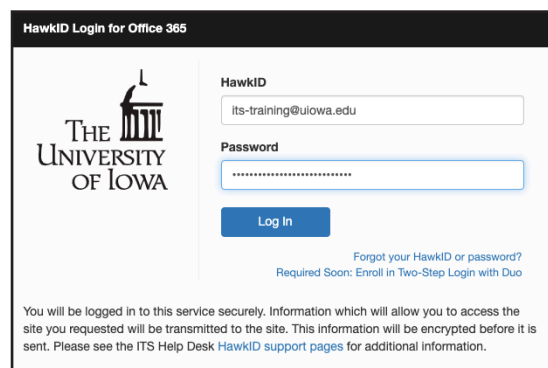 HawkID Login for Office 365
THE
UNIVERSITY
OF IOWA
HawkID
its-training@uiowa.edu
Password
••••••••••••••••••••••••••••
Log In
Forgot your HawkID or password?
Required Soon: Enroll in Two-Step Login with Duo
You will be logged in to this service securely. Information which will allow you to access the
site you requested will be transmitted to the site. This information will be encrypted before it is
sent. Please see the ITS Help Desk HawkID support pages for additional information.